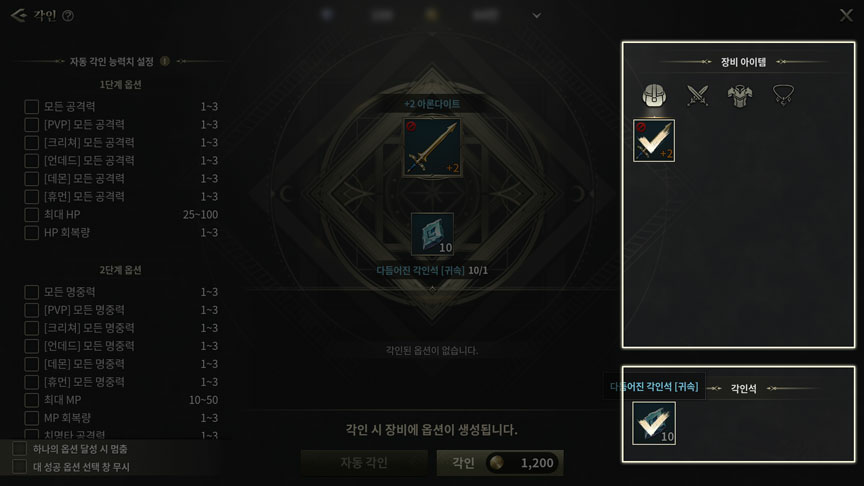 각인
자동 각인 능력치 설정
1단계 옵션
모든 공격력 1~3
[PVP] 모든 공격력 1~3
[크리쳐] 모든 공격력 1~3
[언데드] 모든 공격력 1~3
[데몬] 모든 공격력 1~3
[휴먼] 모든 공격력 1~3
최대 HP 25~100
HP 회복량 1~3
2단계 옵션
모든 명중력 1~3
[PVP] 모든 명중력 1~3
[크리쳐] 모든 명중력 1~3
[언데드] 모든 명중력 1~3
[데몬] 모든 명중력 1~3
[휴먼] 모든 명중력 1~3
최대 MP 10~50
MP 회복량 1~3
치명타 공격력 1~3
하나의 옵션 달성 시 멈춤
대 성공 옵션 선택 창 무시
+2 아론다이트
+2
10
다듬어진 각인석 [귀속] 10/1
각인된 옵션이 없습니다.
각인 시 장비에 옵션이 생성됩니다.
자동 각인
각인 1,200
장비 아이템
+2
다듬어진 각인석 [귀속]
각인석
10